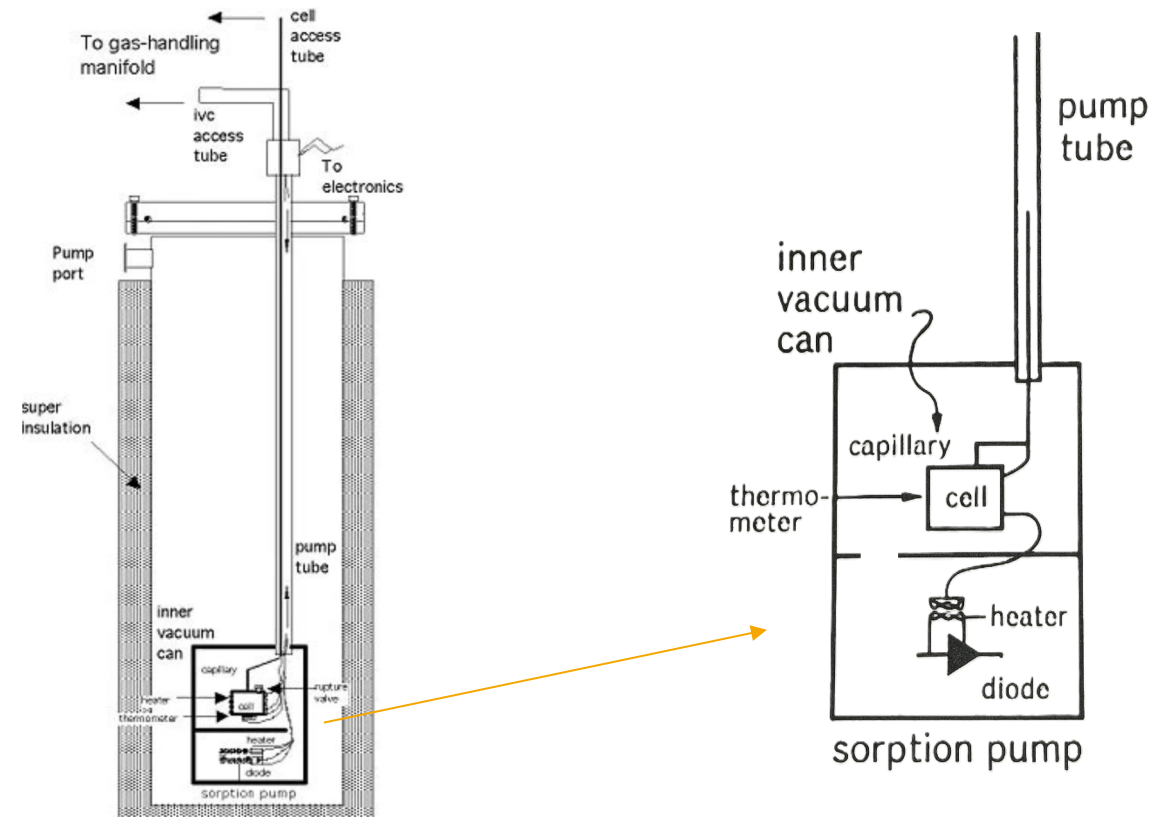 cell
access
tube
To gas-handling
manifold
ivc
access
tube
To
electronics
Pump
port
super
insulation
pump
tube
inner
vacuum
can
capillary
rupture
valve
heater
cell
thermometer
heater
diode
sorption pump
pump
tube
inner
vacuum
can
capillary
thermo-
meter
cell
heater
diode
sorption pump